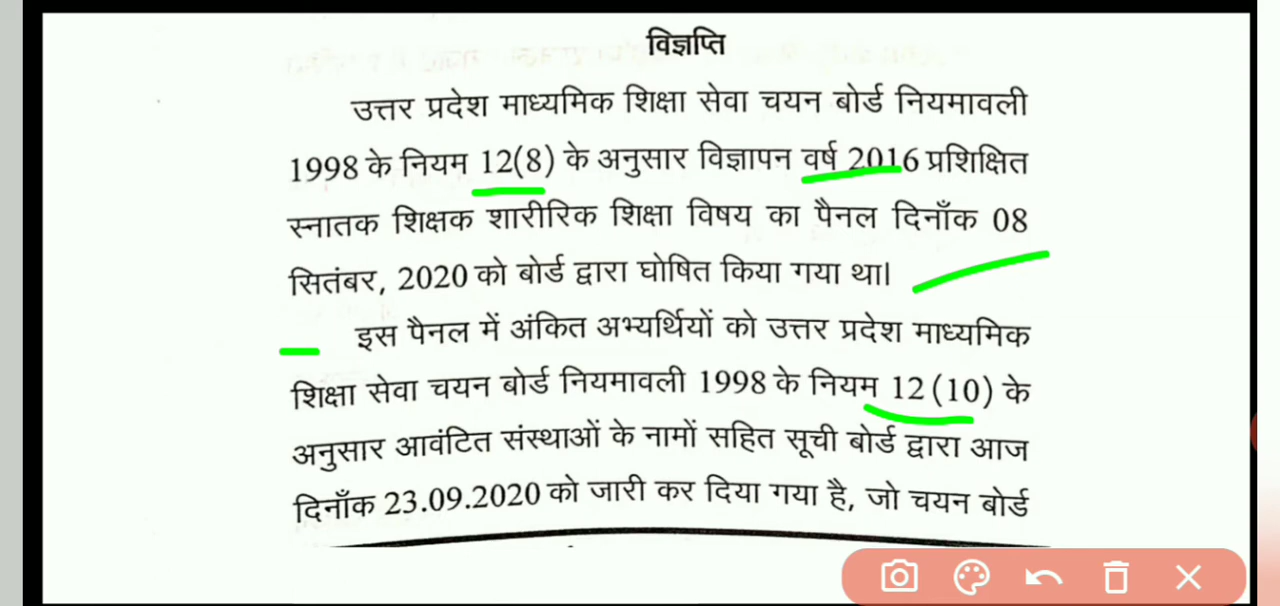 विज्ञप्ति
उत्तर प्रदेश माध्यमिक शिक्षा सेवा चयन बोर्ड नियमावली
1998 के नियम 12(8) के अनुसार विज्ञापन वर्ष 2016 प्रशिक्षित
स्नातक शिक्षक शारीरिक शिक्षा विषय का पैनल दिनाँक 08
सितंबर, 2020 को बोर्ड द्वारा घोषित किया गया था।
इस पैनल में अंकित अभ्यर्थियों को उत्तर प्रदेश माध्यमिक
शिक्षा सेवा चयन बोर्ड नियमावली 1998 के नियम 12 (10) के
अनुसार आवंटित संस्थाओं के नामों सहित सूची बोर्ड द्वारा आज
दिनाँक 23.09.2020 को जारी कर दिया गया है, जो चयन बोर्ड